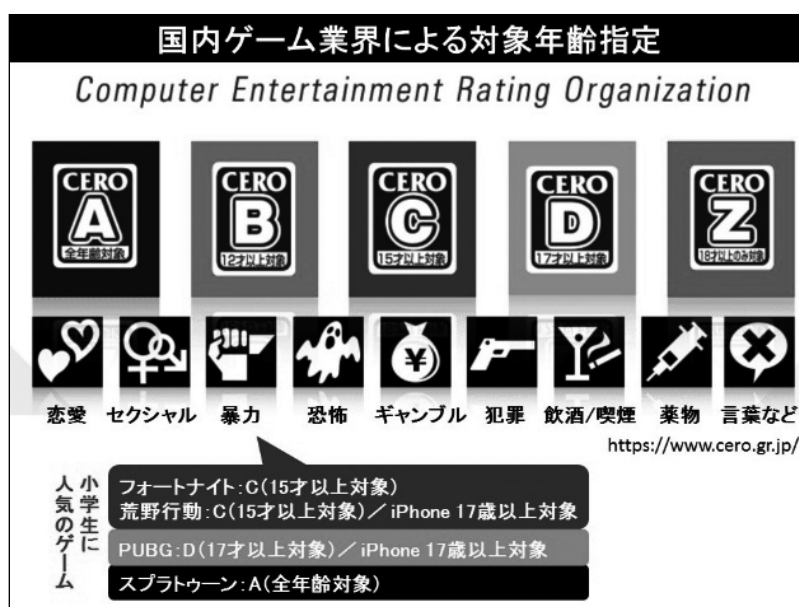 国内ゲーム業界による対象年齢指定
Computer Entertainment Rating Organization
CERO
A
全年齢対象
CERO
B
12才以上対象
CERO
C
15才以上対象
CERO
D
17才以上対象
CERO
Z
18才以上のみ対象
¥
恋愛 セクシャル 暴力 恐怖 ギャンブル 犯罪 飲酒/喫煙 薬物 言葉など
https://www.cero.gr.jp/
小学生に
人気のゲーム
フォートナイト:C(15才以上対象)
荒野行動:C(15才以上対象)/iPhone 17歳以上対象
PUBG:D(17才以上対象)/iPhone 17歳以上対象
スプラトゥーン:A(全年齢対象)